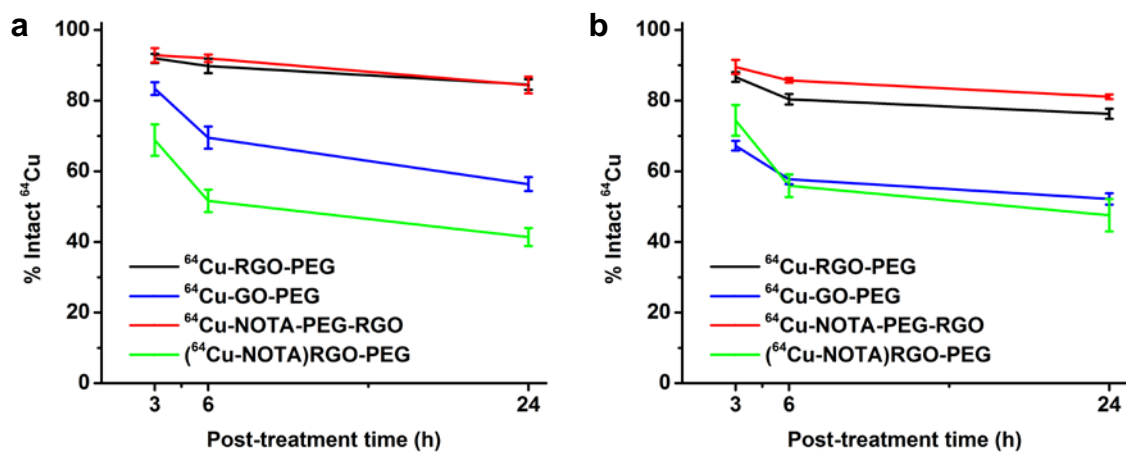 a
100
80
60
40
20
0
% Intact ⁶⁴Cu
⁶⁴Cu-RGO-PEG
⁶⁴Cu-GO-PEG
⁶⁴Cu-NOTA-PEG-RGO
(⁶⁴Cu-NOTA)RGO-PEG
3 6 24
Post-treatment time (h)
b
100
80
60
40
20
0
% Intact ⁶⁴Cu
⁶⁴Cu-RGO-PEG
⁶⁴Cu-GO-PEG
⁶⁴Cu-NOTA-PEG-RGO
(⁶⁴Cu-NOTA)RGO-PEG
3 6 24
Post-treatment time (h)